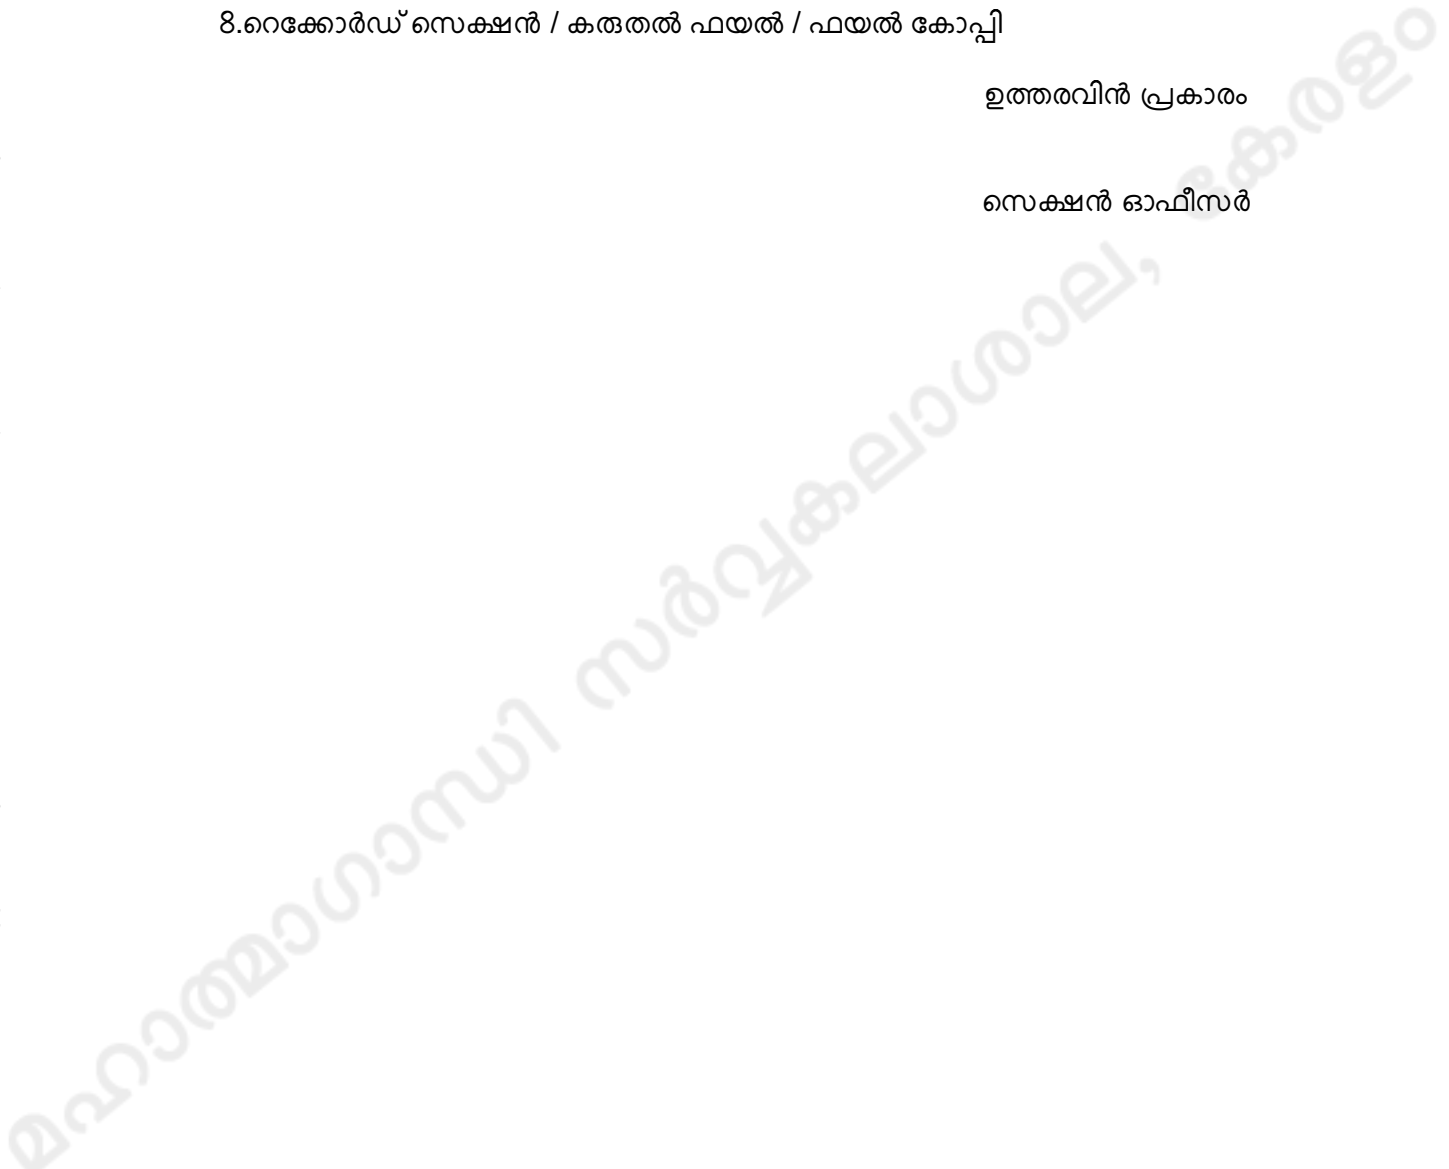 8.റെക്കോർഡ് സെക്ഷൻ / കരുതൽ ഫയൽ / ഫയൽ കോപ്പി
ഉത്തരവിൻ പ്രകാരം
സെക്ഷൻ ഓഫീസർ
മഹാത്മാഗാന്ധി സർവ്വകലാശാല, കേരളം